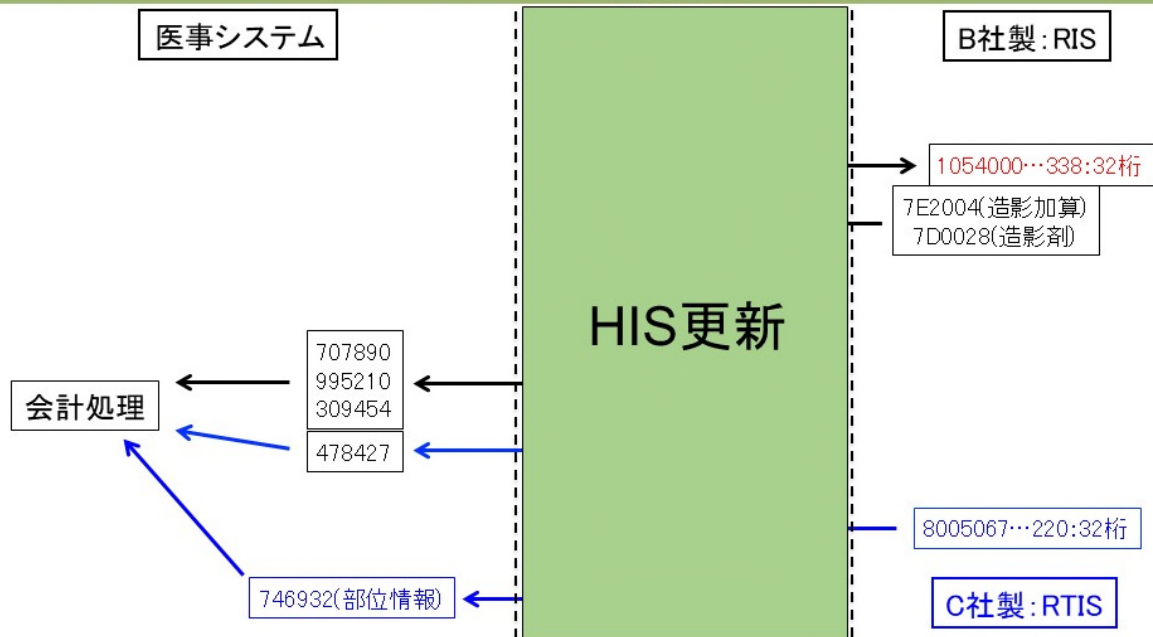 医事システム
B社製:RIS
1054000…338:32桁
7E2004(造影加算)
7D0028(造影剤)
HIS更新
707890
995210
309454
会計処理
478427
8005067…220:32桁
746932(部位情報)
C社製:RTIS